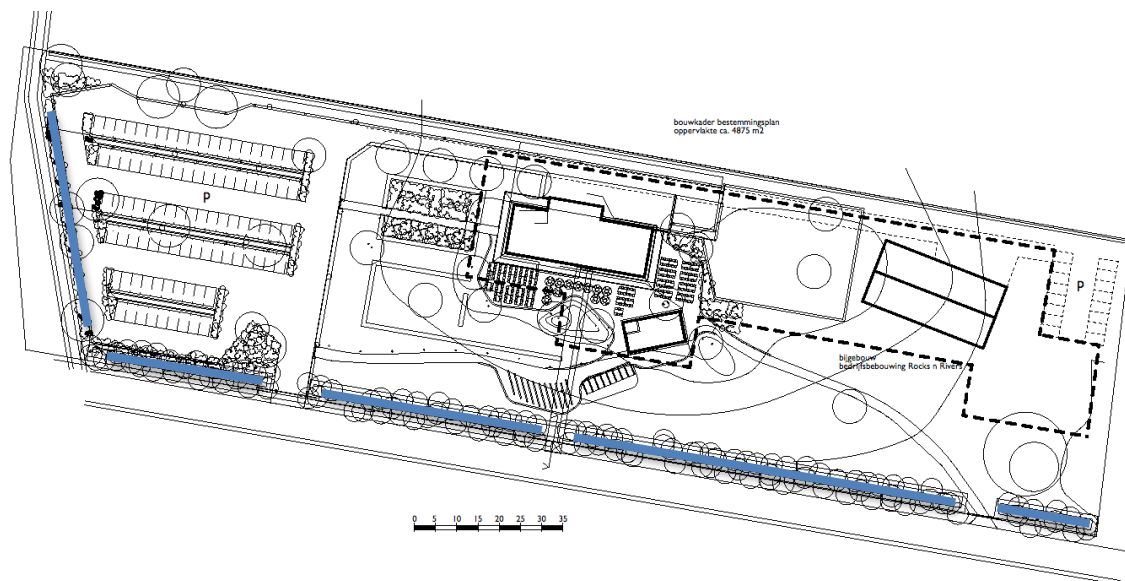 bouwkader bestemmingsplan
oppervlakte ca. 4875 m2
P
P
bijgebouw
bedrijfsbebouwing Rocks n Rivers
0 5 10 15 20 25 30 35